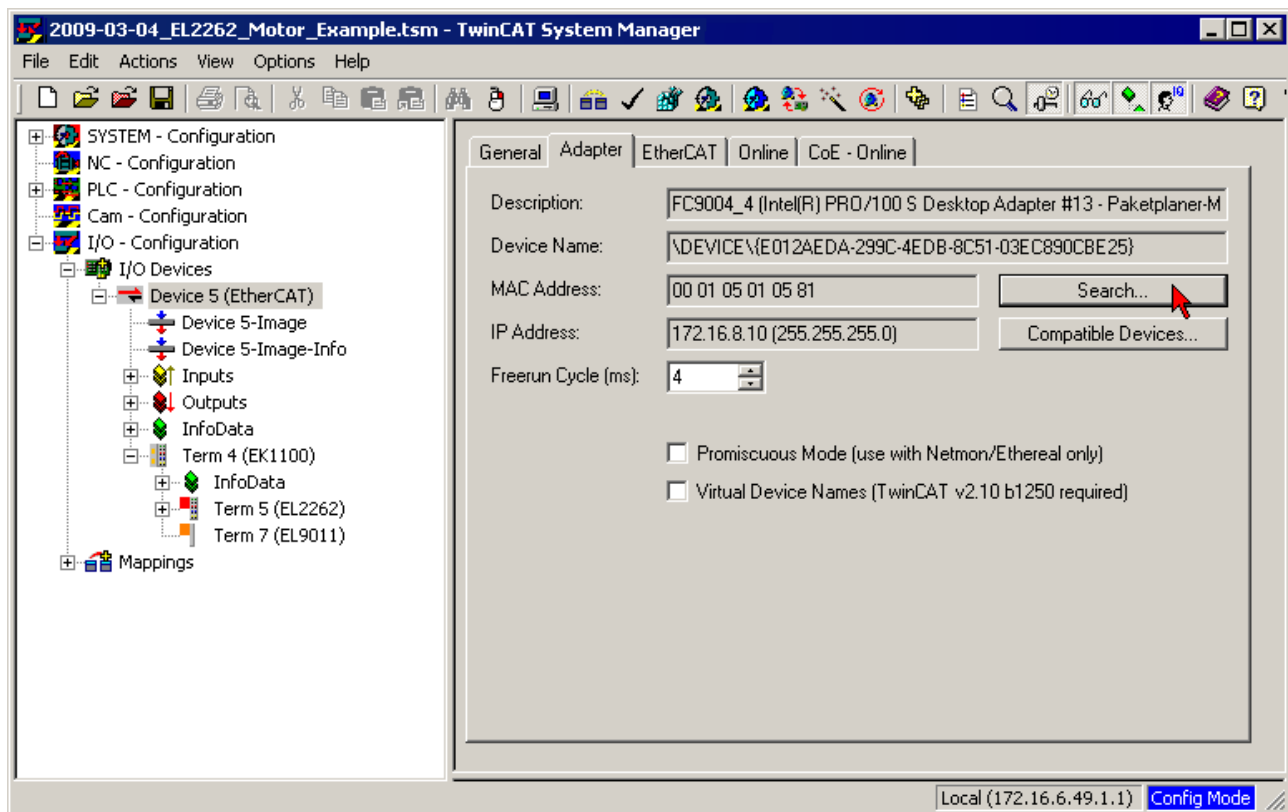 2009-03-04_EL2262_Motor_Example.tsm - TwinCAT System Manager
File Edit Actions View Options Help
SYSTEM - Configuration
NC - Configuration
PLC - Configuration
Cam - Configuration
I/O - Configuration
I/O Devices
Device 5 (EtherCAT)
Device 5-Image
Device 5-Image-Info
Inputs
Outputs
InfoData
Term 4 (EK1100)
InfoData
Term 5 (EL2262)
Term 7 (EL9011)
Mappings
General Adapter EtherCAT Online CoE - Online
Description: FC9004_4 (Intel(R) PRO/100 S Desktop Adapter #13 - Paketplaner-M
Device Name: \DEVICE\{E012AEDA-299C-4EDB-8C51-03EC890CBE25}
MAC Address: 00 01 05 01 05 81 Search...
IP Address: 172.16.8.10 (255.255.255.0) Compatible Devices...
Freerun Cycle (ms): 4
Promiscuous Mode (use with Netmon/Ethereal only)
Virtual Device Names (TwinCAT v2.10 b1250 required)
Local (172.16.6.49.1.1) Config Mode